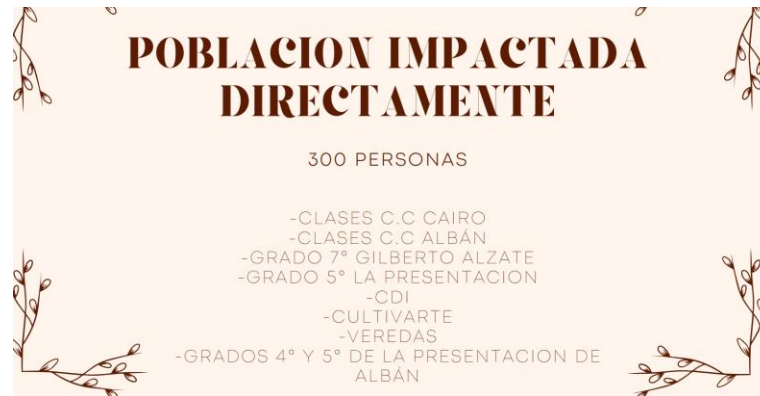 POBLACION IMPACTADA
DIRECTAMENTE
300 PERSONAS
-CLASES C.C CAIRO
-CLASES C.C ALBÁN
-GRADO 7° GILBERTO ALZATE
-GRADO 5° LA PRESENTACION
-CDI
-CULTIVARTE
-VEREDAS
-GRADOS 4° Y 5° DE LA PRESENTACION DE
ALBÁN